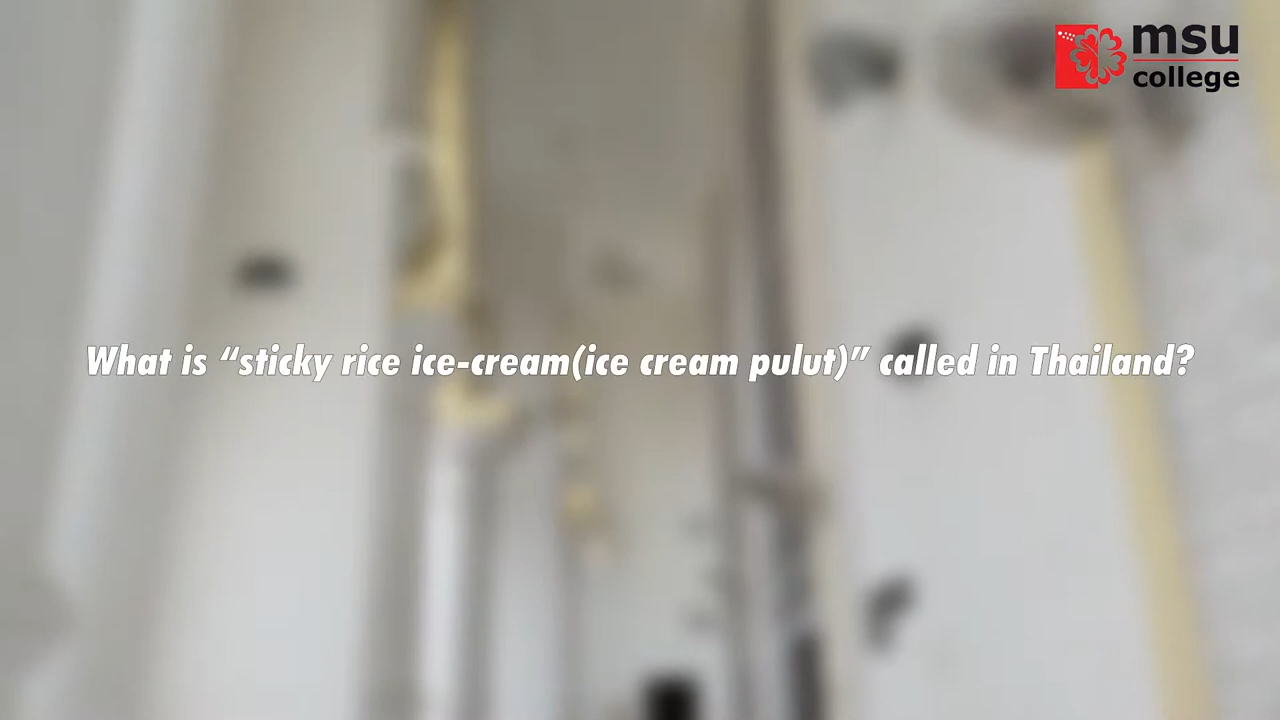 msu
college
What is “sticky rice ice-cream(ice cream pulut)” called in Thailand?